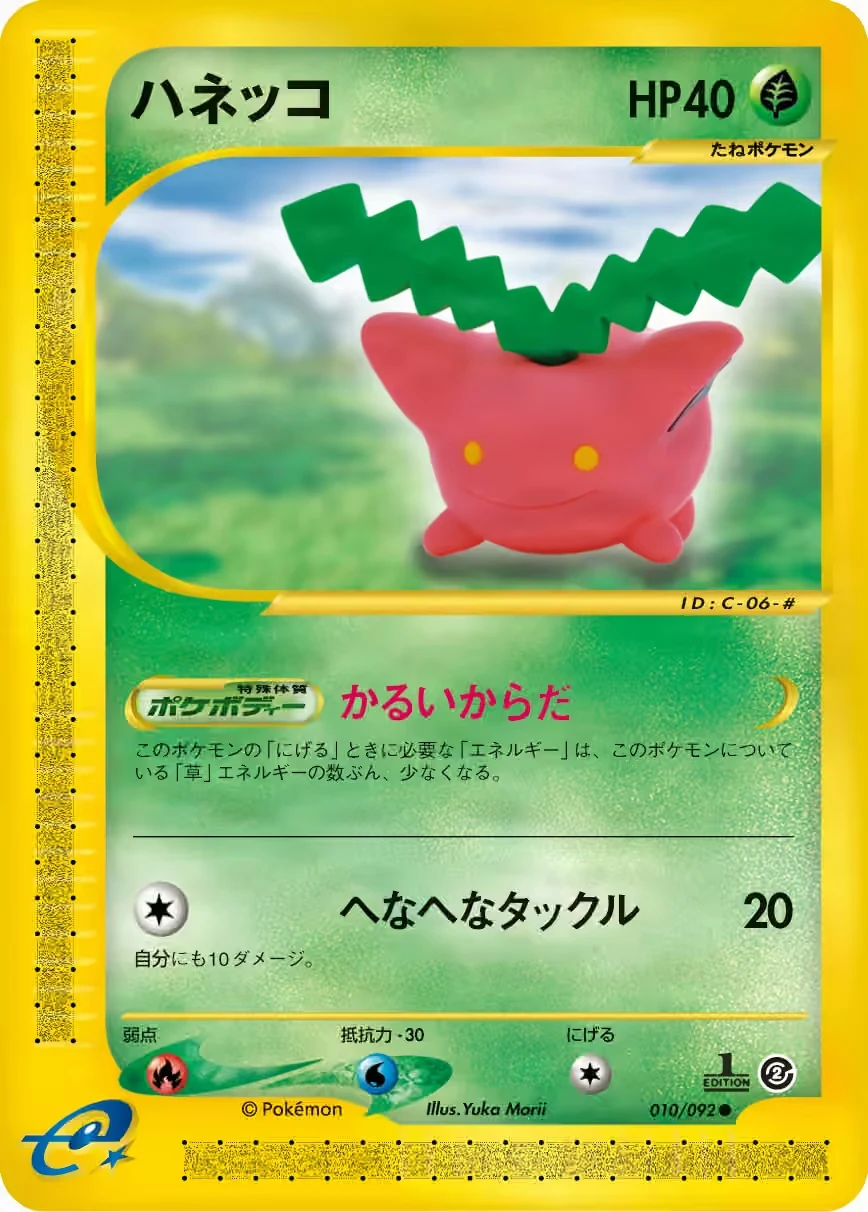 ハネッコ
HP40
たねポケモン
ID:C-06-#
特殊体質
ポケボディー
かるいからだ
このポケモンの「にげる」ときに必要な「エネルギー」は、このポケモンについて
いる「草」エネルギーの数ぶん、少なくなる。
へなへなタックル 20
自分にも10ダメージ。
弱点 抵抗力-30 にげる
1
EDITION
2
© Pokémon Illus.Yuka Morii 010/092●
e